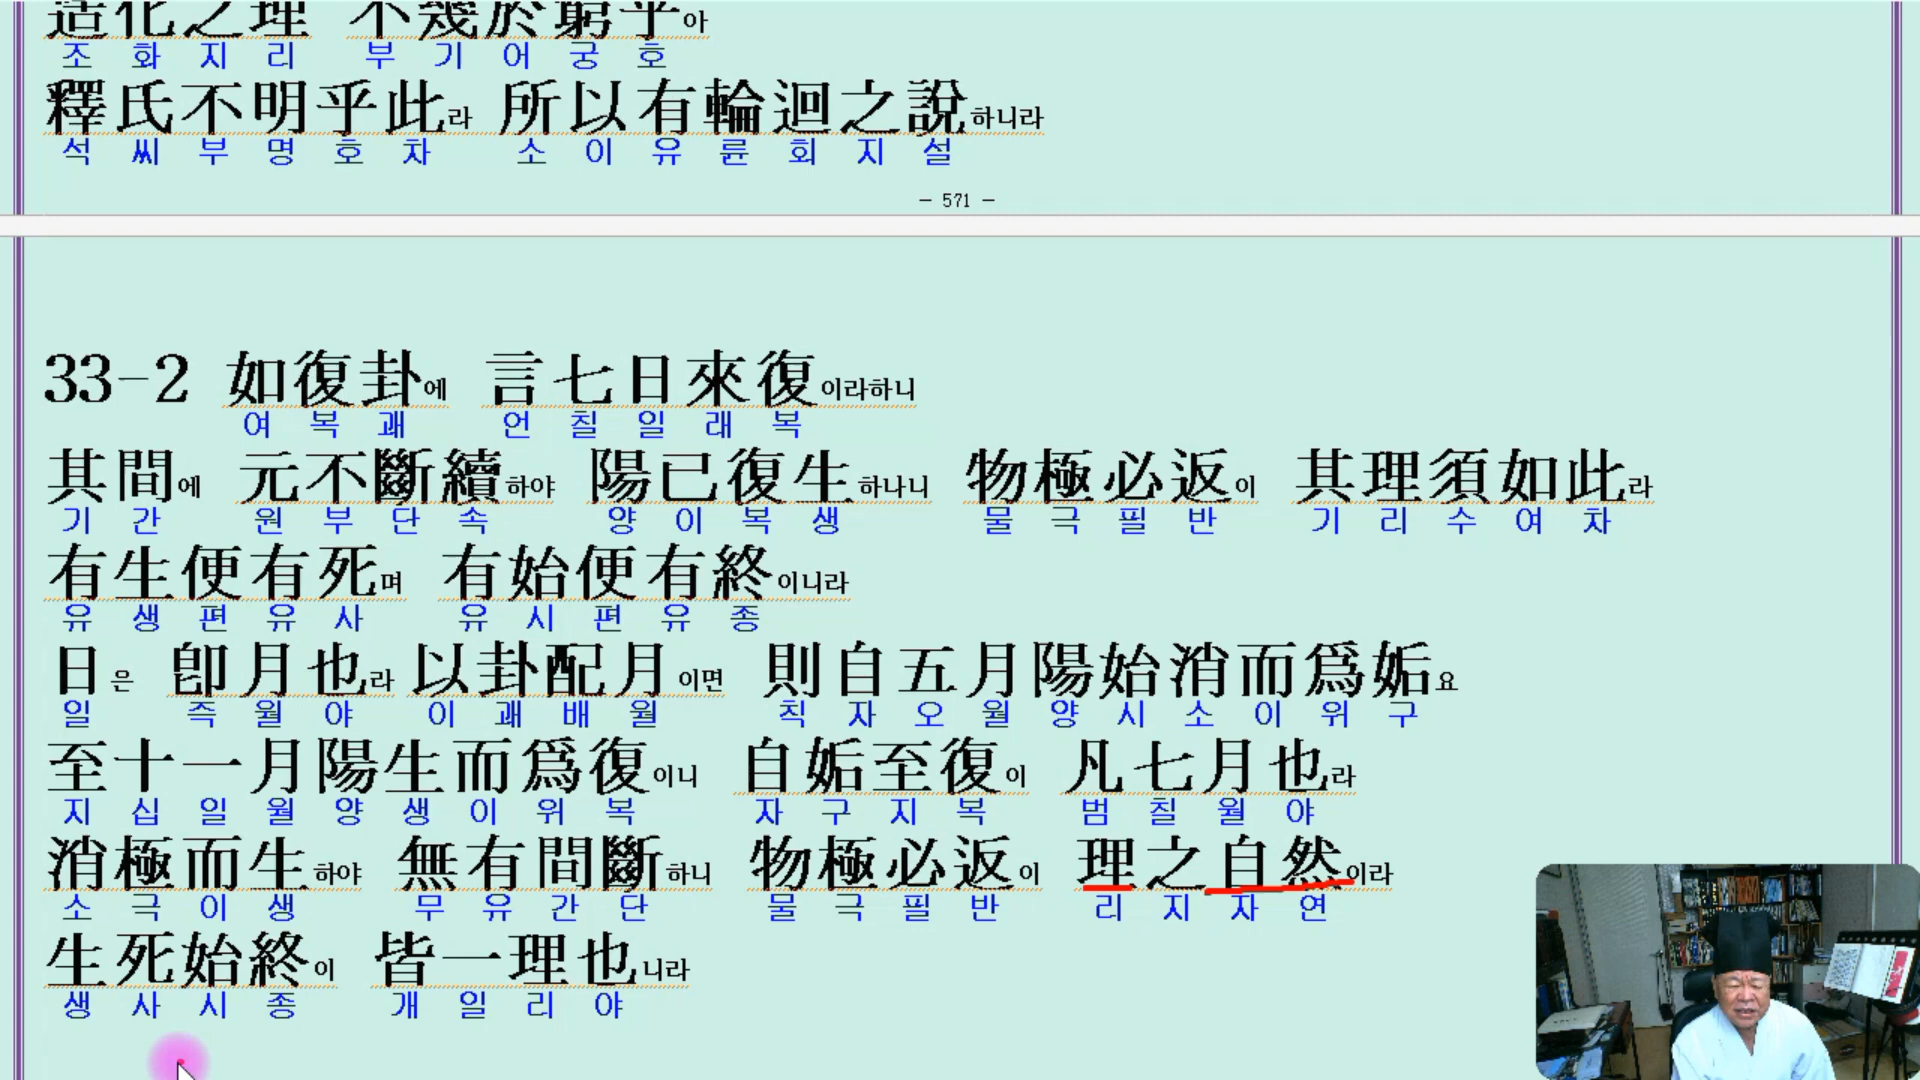 造化之理 不幾於窮乎아
조 화 지 리 부 기 어 궁 호
釋氏不明乎此라 所以有輪迴之說하니라
석 씨 부 명 호 차 소 이 유 륜 회 지 설
- 571 -
33-2 如復卦에 言七日來復이라하니
여 복 괘 언 칠 일 래 복
其間에 元不斷續하야 陽已復生하나니 物極必返이 其理須如此라
기 간 원 부 단 속 양 이 복 생 물 극 필 반 기 리 수 여 차
有生便有死며 有始便有終이니라
유 생 편 유 사 유 시 편 유 종
日은 卽月也라 以卦配月이면 則自五月陽始消而爲姤요
일 즉 월 야 이 괘 배 월 칙 자 오 월 양 시 소 이 위 구
至十一月陽生而爲復이니 自姤至復이 凡七月也라
지 십 일 월 양 생 이 위 복 자 구 지 복 범 칠 월 야
消極而生하야 無有間斷하니 物極必返이 理之自然이라
소 극 이 생 무 유 간 단 물 극 필 반 리 지 자 연
生死始終이 皆一理也니라
생 사 시 종 개 일 리 야